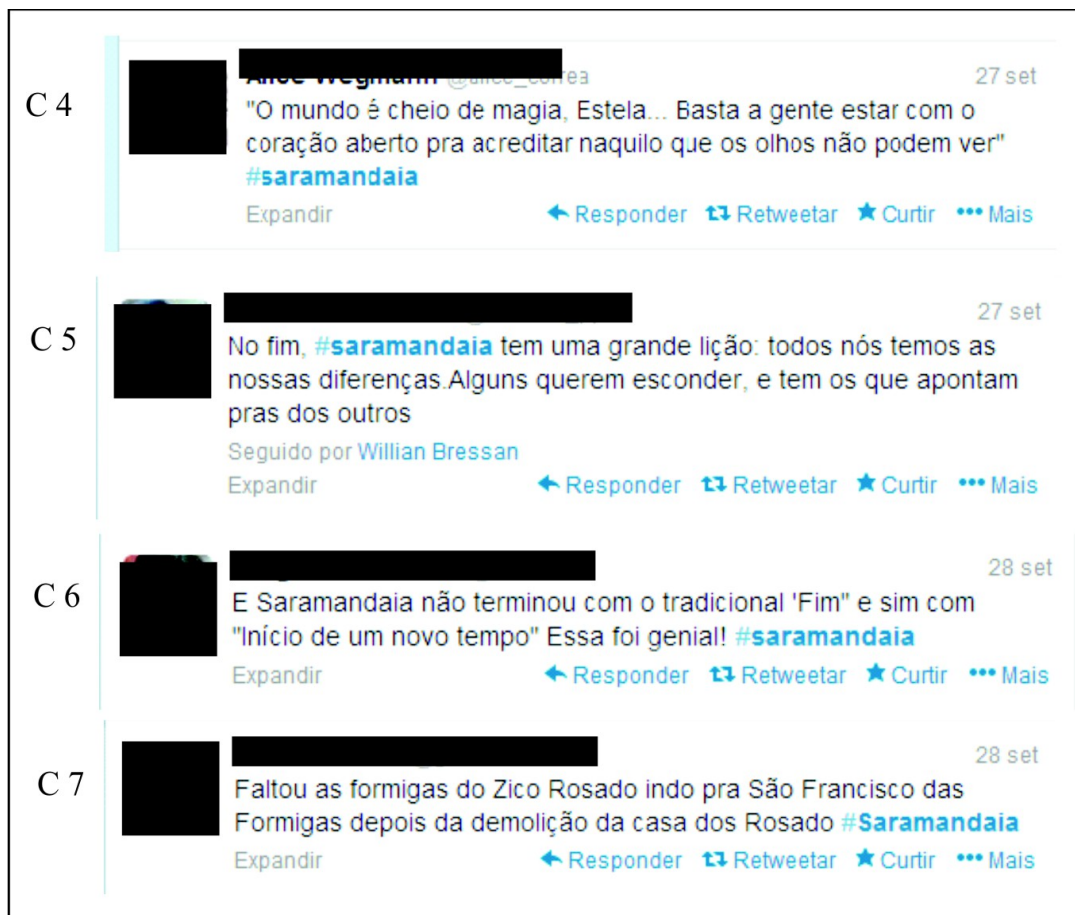 C 4
27 set
"O mundo é cheio de magia, Estela... Basta a gente estar com o
coração aberto pra acreditar naquilo que os olhos não podem ver"
#saramandaia
Expandir Responder Retweetar Curtir Mais
C 5
27 set
No fim, #saramandaia tem uma grande lição: todos nós temos as
nossas diferenças.Alguns querem esconder, e tem os que apontam
pras dos outros
Seguido por Willian Bressan
Expandir Responder Retweetar Curtir Mais
C 6
28 set
E Saramandaia não terminou com o tradicional 'Fim" e sim com
"Início de um novo tempo" Essa foi genial! #saramandaia
Expandir Responder Retweetar Curtir Mais
C 7
28 set
Faltou as formigas do Zico Rosado indo pra São Francisco das
Formigas depois da demolição da casa dos Rosado #Saramandaia
Expandir Responder Retweetar Curtir Mais